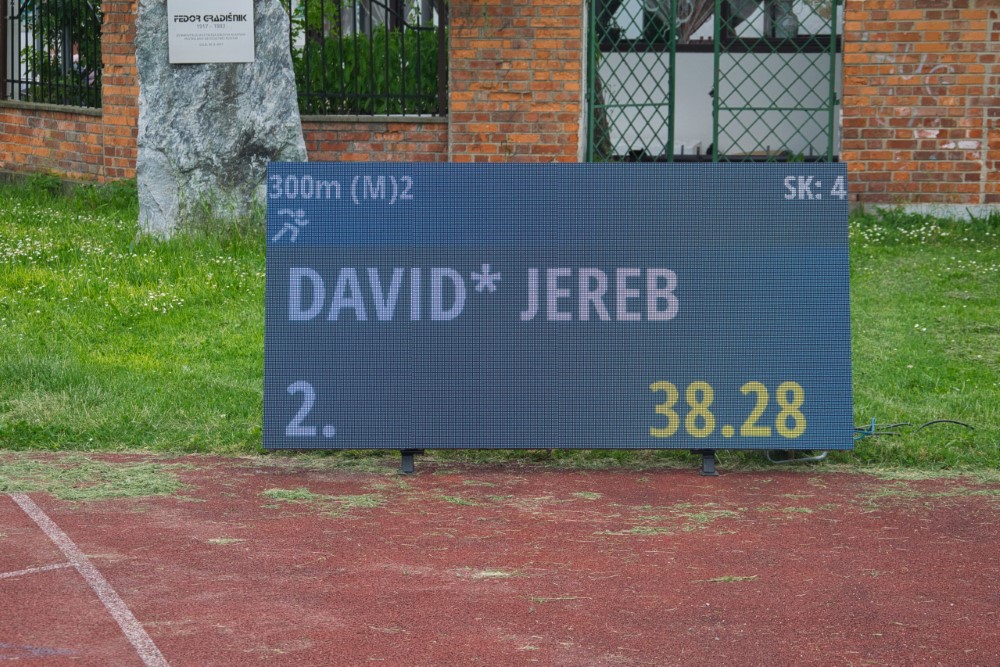 FEDOR GRADIŠNIK
300m (M)2
SK: 4
DAVID* JEREB
2.
38.28